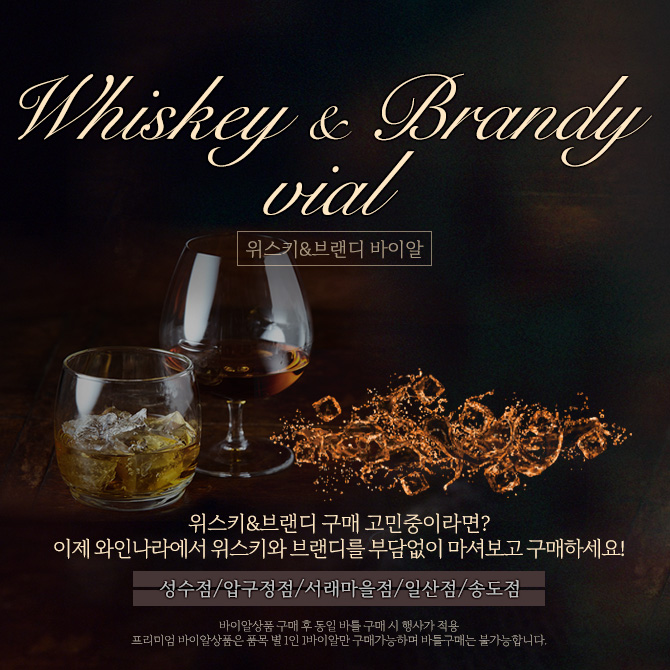 Whiskey & Brandy
vial
위스키&브랜디 바이알
위스키&브랜디 구매 고민중이라면?
이제 와인나라에서 위스키와 브랜디를 부담없이 마셔보고 구매하세요!
성수점/압구정점/서래마을점/일산점/송도점
바이알상품 구매 후 동일 바틀 구매 시 행사가 적용
프리미엄 바이알상품은 품목 별 1인 1바이알만 구매가능하며 바틀구매는 불가능합니다.